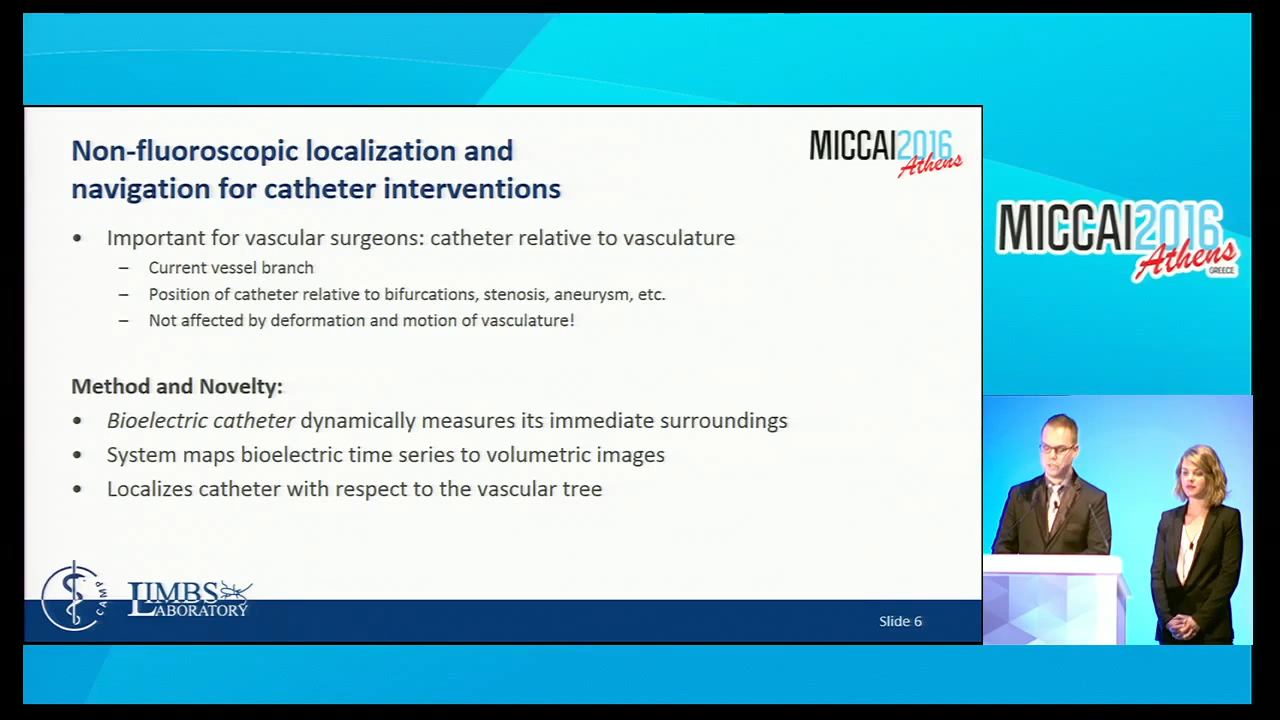 Non-fluoroscopic localization and
navigation for catheter interventions
MICCAI2016
Athens
• Important for vascular surgeons: catheter relative to vasculature
– Current vessel branch
– Position of catheter relative to bifurcations, stenosis, aneurysm, etc.
– Not affected by deformation and motion of vasculature!
Method and Novelty:
• Bioelectric catheter dynamically measures its immediate surroundings
• System maps bioelectric time series to volumetric images
• Localizes catheter with respect to the vascular tree
CAMP
LIMBS
LABORATORY
Slide 6
MICCAI2016
Athens
GREECE